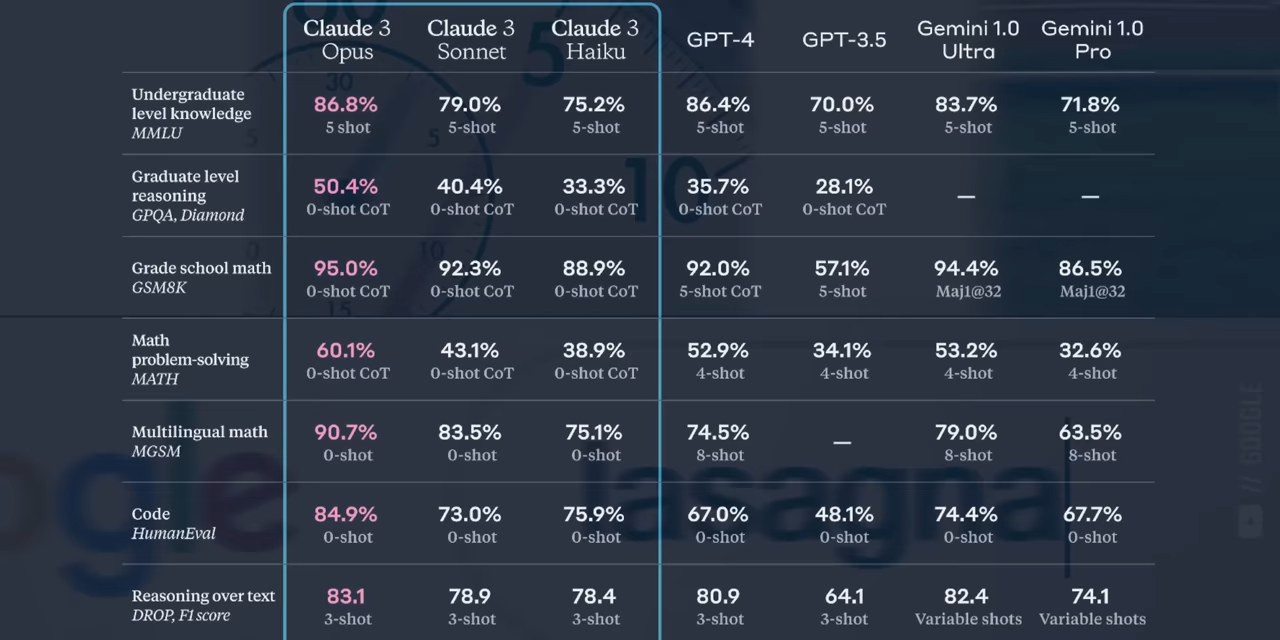 Claude 3 Opus
Claude 3 Sonnet
Claude 3 Haiku
GPT-4
GPT-3.5
Gemini 1.0 Ultra
Gemini 1.0 Pro
Undergraduate level knowledge MMLU
86.8% 79.0% 75.2% 86.4% 70.0% 83.7% 71.8%
5 shot 5-shot 5-shot 5-shot 5-shot 5-shot 5-shot
Graduate level reasoning GPQA, Diamond
50.4% 40.4% 33.3% 35.7% 28.1% — —
0-shot CoT 0-shot CoT 0-shot CoT 0-shot CoT 0-shot CoT
Grade school math GSM8K
95.0% 92.3% 88.9% 92.0% 57.1% 94.4% 86.5%
0-shot CoT 0-shot CoT 0-shot CoT 5-shot CoT 5-shot Maj1@32 Maj1@32
Math problem-solving MATH
60.1% 43.1% 38.9% 52.9% 34.1% 53.2% 32.6%
0-shot CoT 0-shot CoT 0-shot CoT 4-shot 4-shot 4-shot 4-shot
Multilingual math MGSM
90.7% 83.5% 75.1% 74.5% — 79.0% 63.5%
0-shot 0-shot 0-shot 8-shot 8-shot 8-shot
Code HumanEval
84.9% 73.0% 75.9% 67.0% 48.1% 74.4% 67.7%
0-shot 0-shot 0-shot 0-shot 0-shot 0-shot 0-shot
Reasoning over text DROP, F1 score
83.1 78.9 78.4 80.9 64.1 82.4 74.1
3-shot 3-shot 3-shot 3-shot 3-shot Variable shots Variable shots
30
5
5
5
10
0
10
15
ogle
lasagna
// GOOGLE